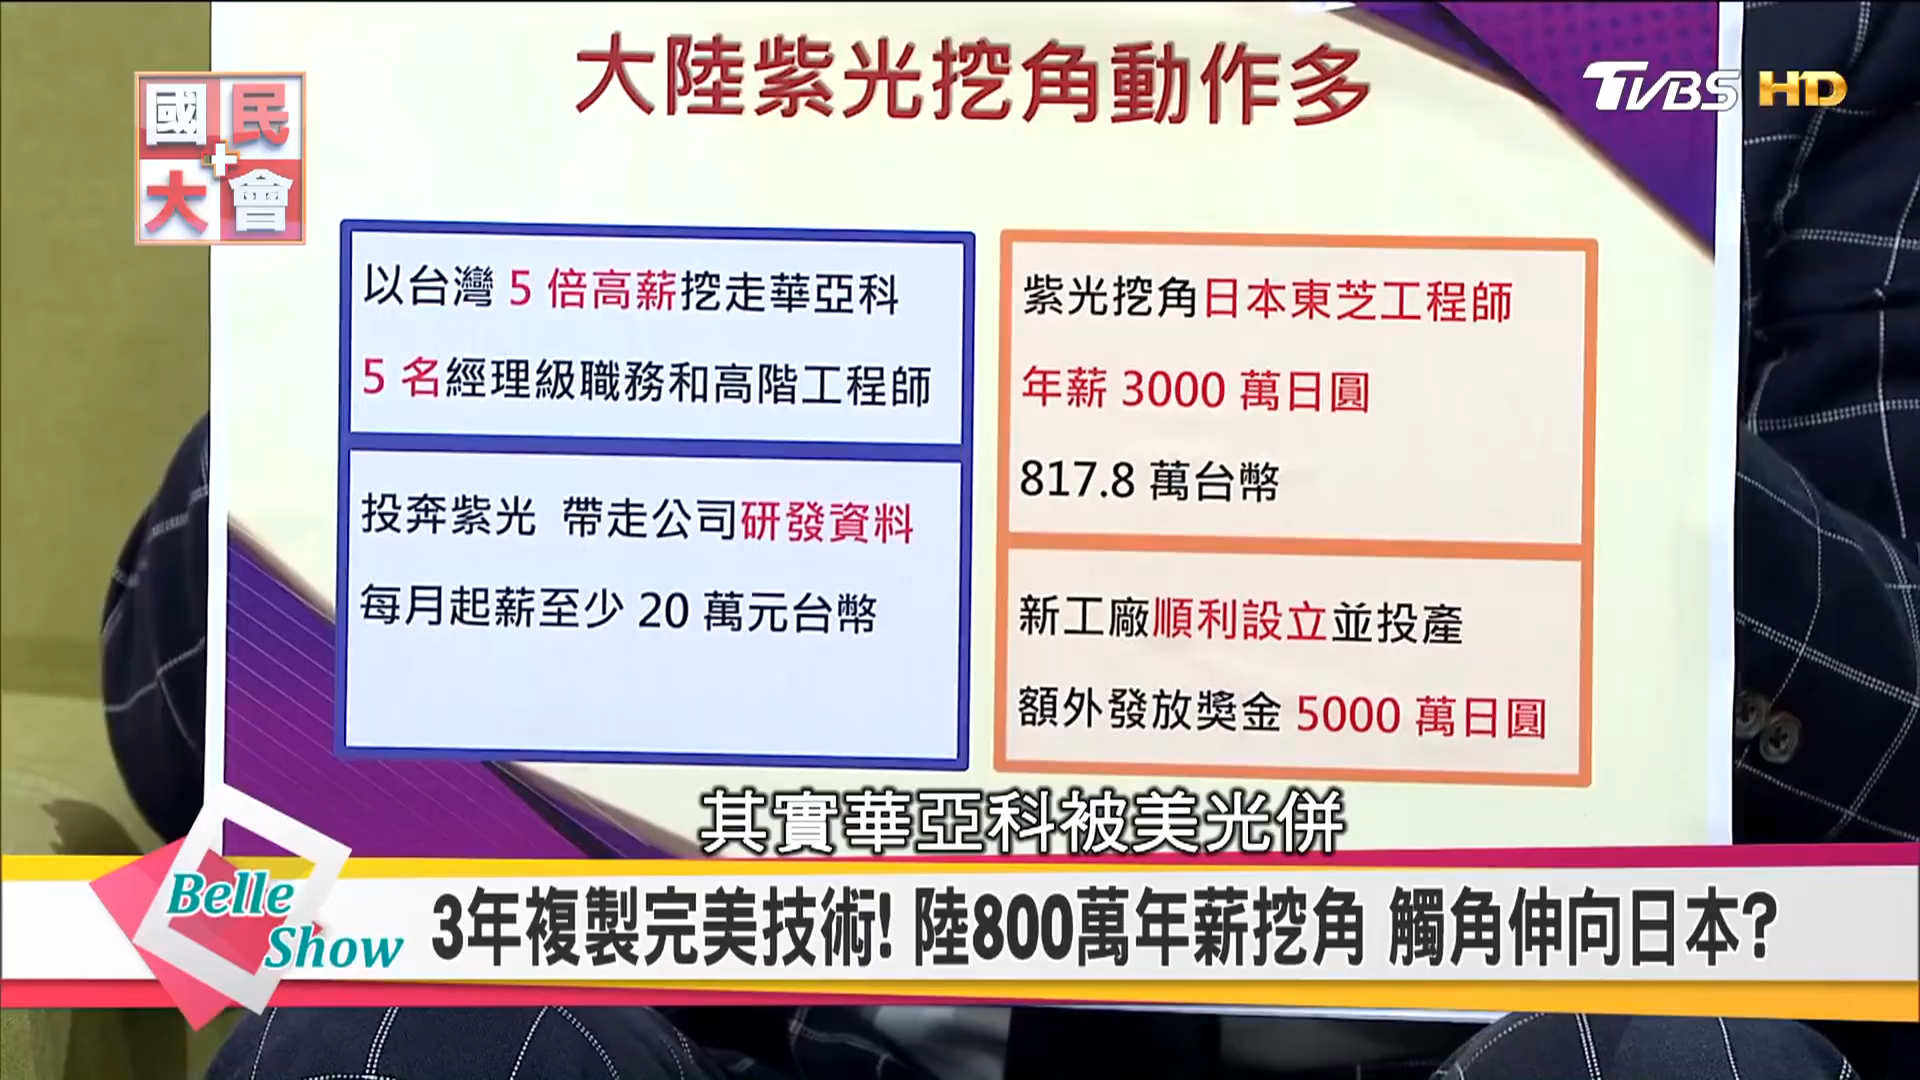 大陸紫光挖角動作多
TVBS HD
國民
大會
以台灣 5 倍高薪挖走華亞科
5 名經理級職務和高階工程師
投奔紫光 帶走公司研發資料
每月起薪至少 20 萬元台幣
紫光挖角日本東芝工程師
年薪 3000 萬日圓
817.8 萬台幣
新工廠順利設立並投產
額外發放獎金 5000 萬日圓
其實華亞科被美光併
Belle
Show
3年複製完美技術! 陸800萬年薪挖角 觸角伸向日本?